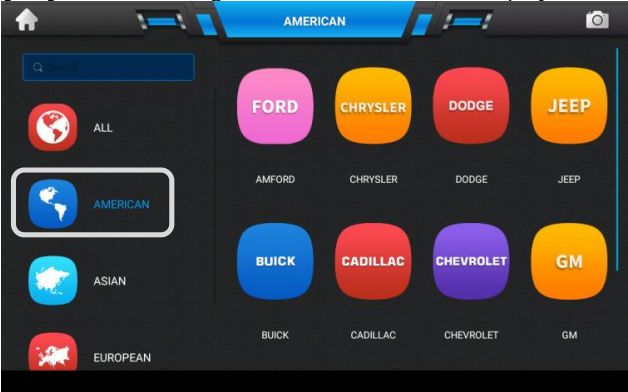 AMERICAN
Search
ALL
AMERICAN
ASIAN
EUROPEAN
FORD CHRYSLER DODGE JEEP
AMFORD CHRYSLER DODGE JEEP
BUICK CADILLAC CHEVROLET GM
BUICK CADILLAC CHEVROLET GM